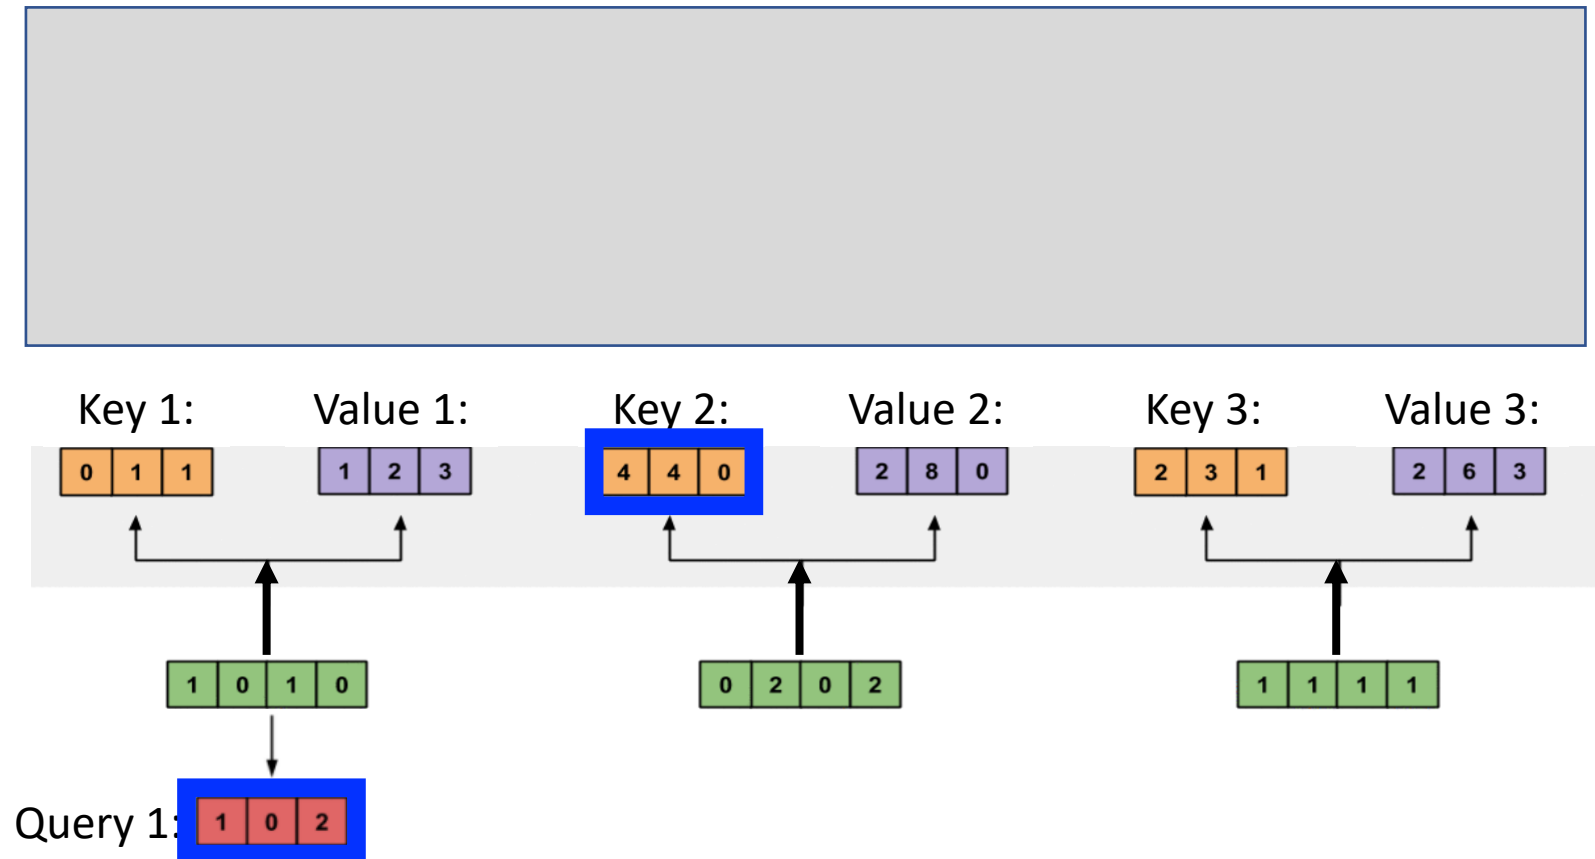 Key 1: Value 1: Key 2: Value 2: Key 3: Value 3:
0 1 1 1 2 3 4 4 0 2 8 0 2 3 1 2 6 3
1 0 1 0 0 2 0 2 1 1 1 1
Query 1: 1 0 2